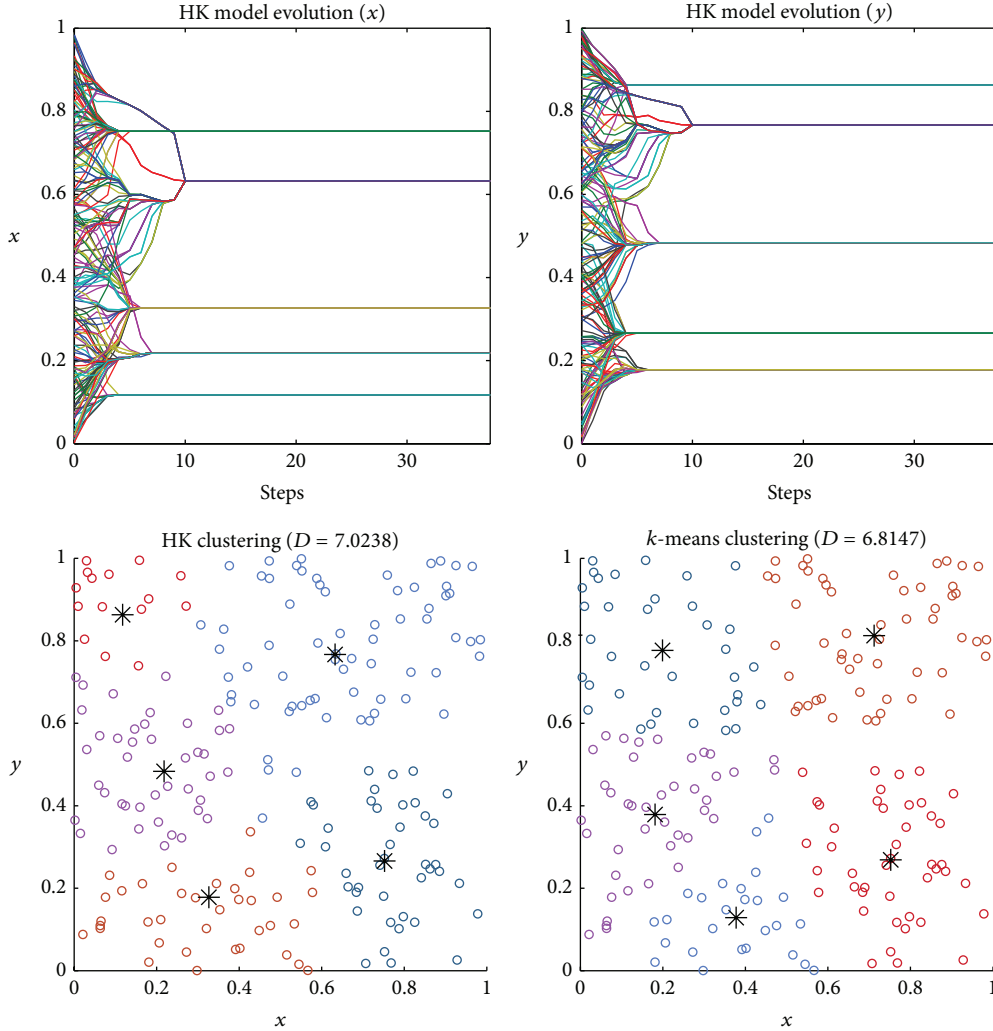 HK model evolution (x)
1
0.8
0.6
x
0.4
0.2
0
0 10 20 30
Steps
HK model evolution (y)
1
0.8
0.6
y
0.4
0.2
0
0 10 20 30
Steps
HK clustering (D = 7.0238)
1
0.8
0.6
y
0.4
0.2
0
0 0.2 0.4 0.6 0.8 1
x
k-means clustering (D = 6.8147)
1
0.8
0.6
y
0.4
0.2
0
0 0.2 0.4 0.6 0.8 1
x